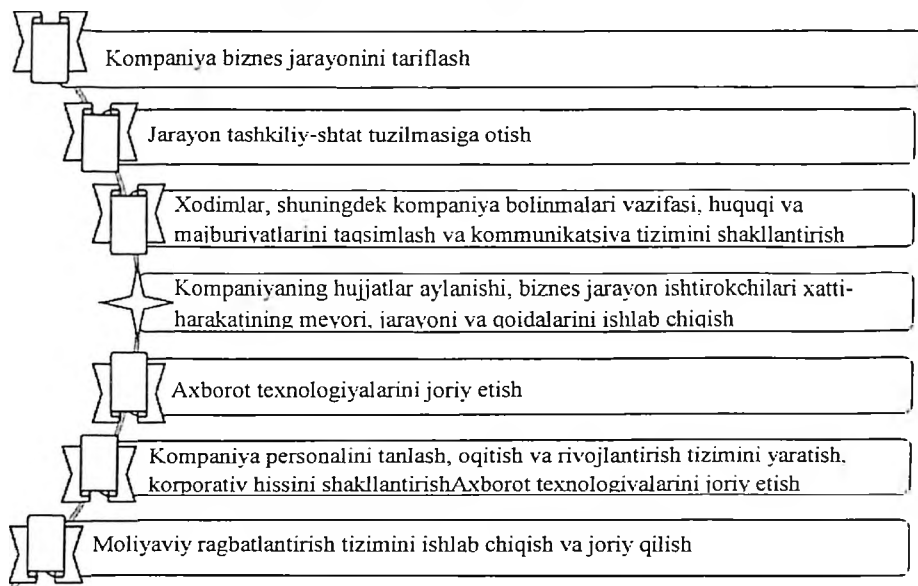 Kompaniya biznes jarayonini tariflash
Jarayon tashkiliy-shtat tuzilmasiga otish
Xodimlar, shuningdek kompaniya bolinmalari vazifasi, huquqi va
majburiyatlarini taqsimlash va kommunikatsiya tizimini shakllantirish
Kompaniyaning hujjatlar aylanishi, biznes jarayon ishtirokchilari xatti-
harakatining meyori, jarayoni va qoidalarini ishlab chiqish
Axborot texnologiyalarini joriy etish
Kompaniya personalini tanlash, oqitish va rivojlantirish tizimini yaratish,
korporativ hissini shakllantirishAxborot texnologiyalarini joriy etish
Moliyaviy ragbatlantirish tizimini ishlab chiqish va joriy qilish